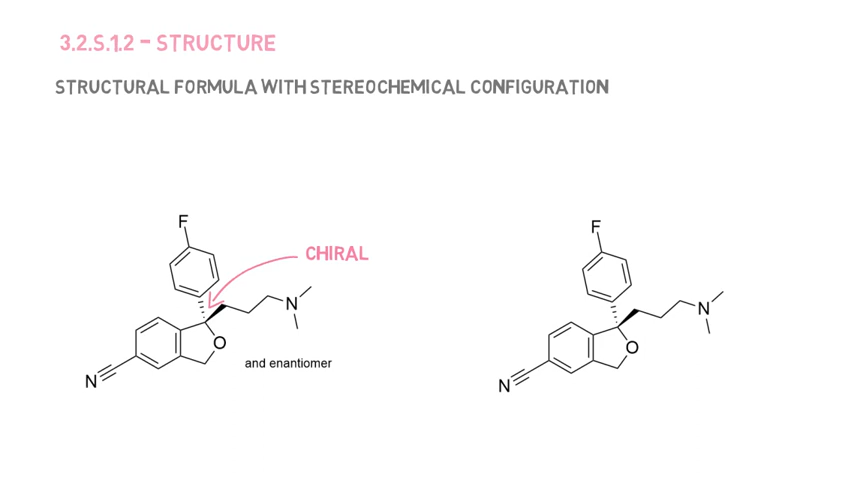 3.2.S.1.2 – STRUCTURE
STRUCTURAL FORMULA WITH STEREOCHEMICAL CONFIGURATION
F
F
CHIRAL
N
N
O
O
and enantiomer
N
N